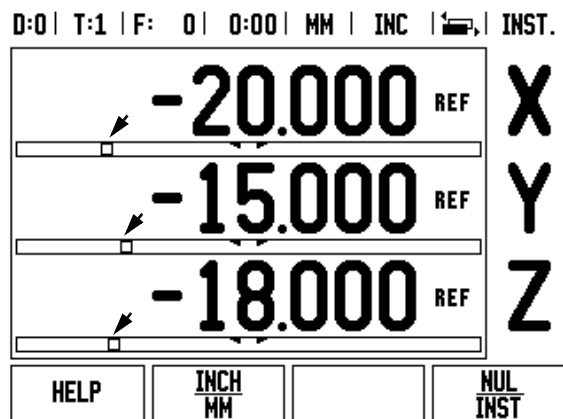 D:0 | T:1 | F: 0 | 0:00 | MM | INC | | INST.
-20.000 REF X
-15.000 REF Y
-18.000 REF Z
HELP
INCH
MM
NUL
INST